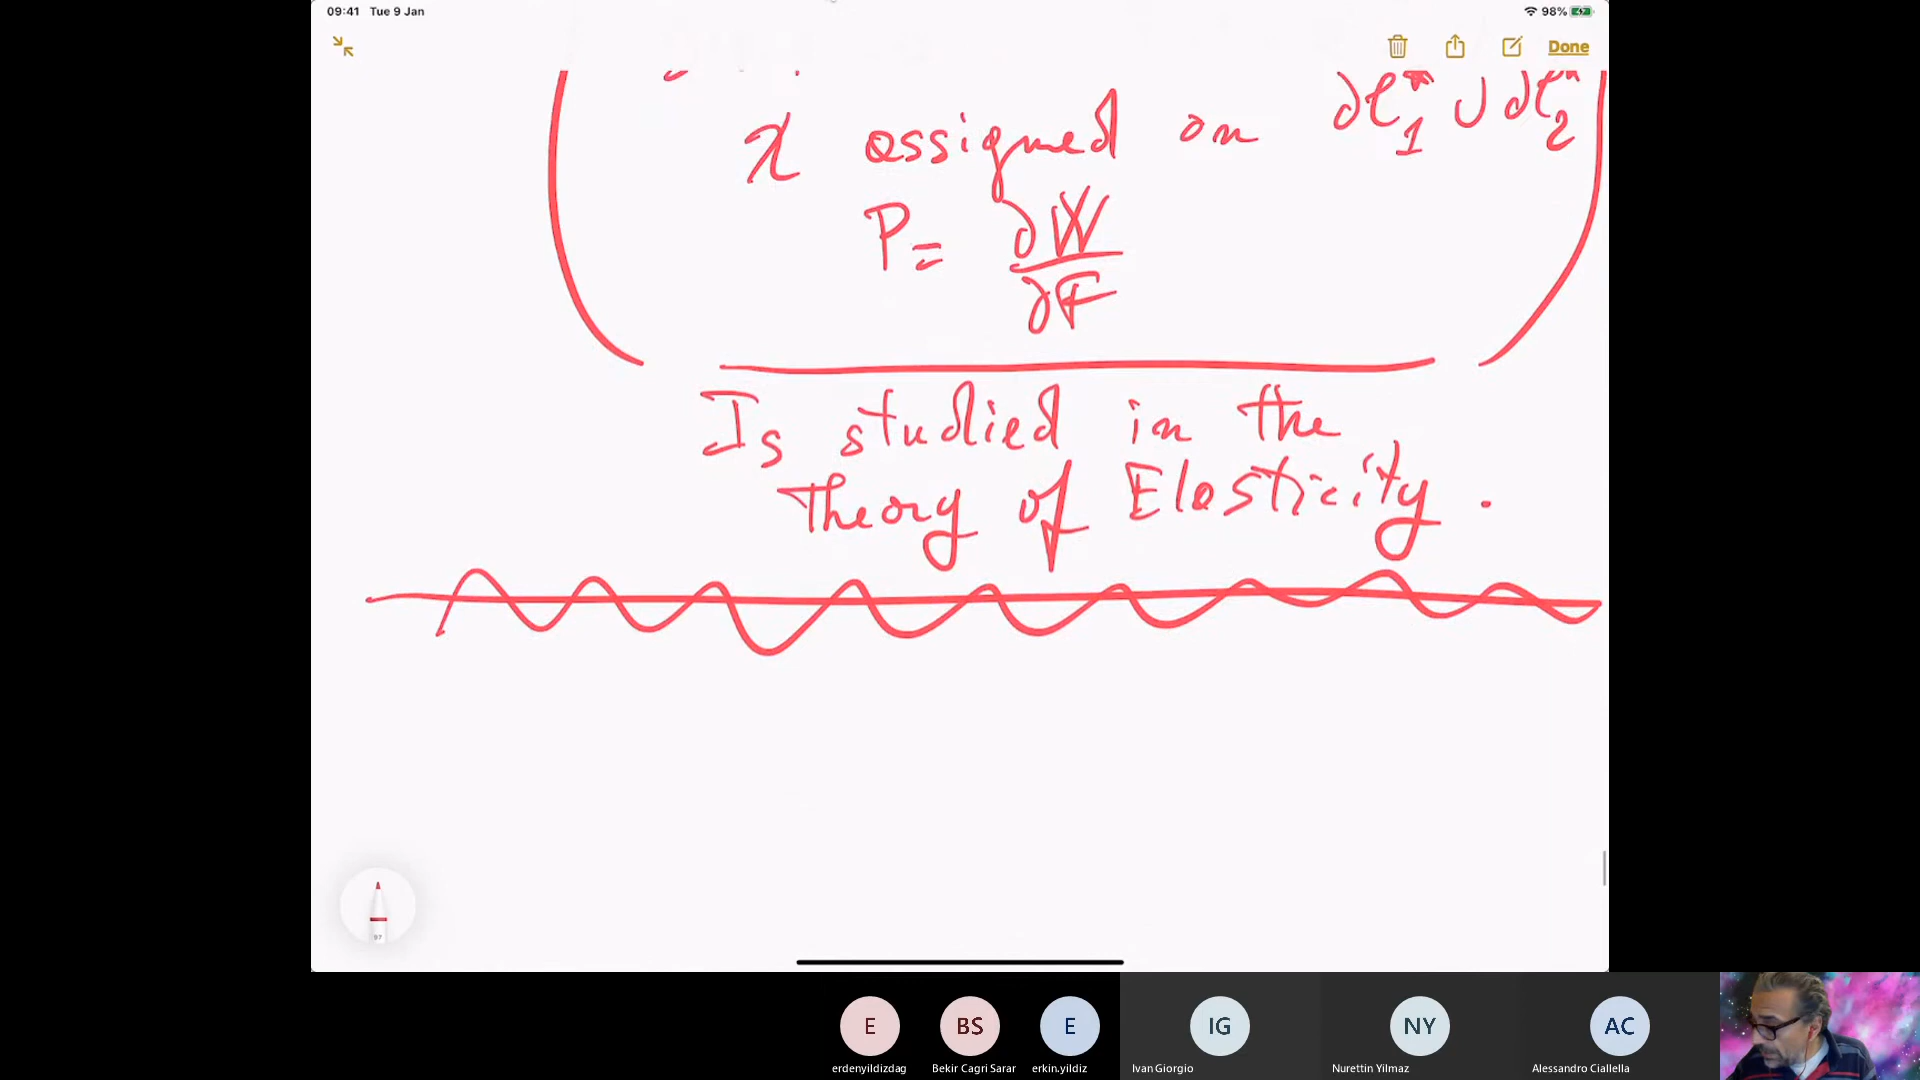 09:41 Tue 9 Jan
98%
Done
χ assigned on ∂C₁* ∪ ∂C₂*
P = ∂W/∂F
Is studied in the
Theory of Elasticity.
97
E BS E IG NY AC
erdenyildizdag Bekir Cagri Sarar erkin.yildiz Ivan Giorgio Nurettin Yilmaz Alessandro Ciallella